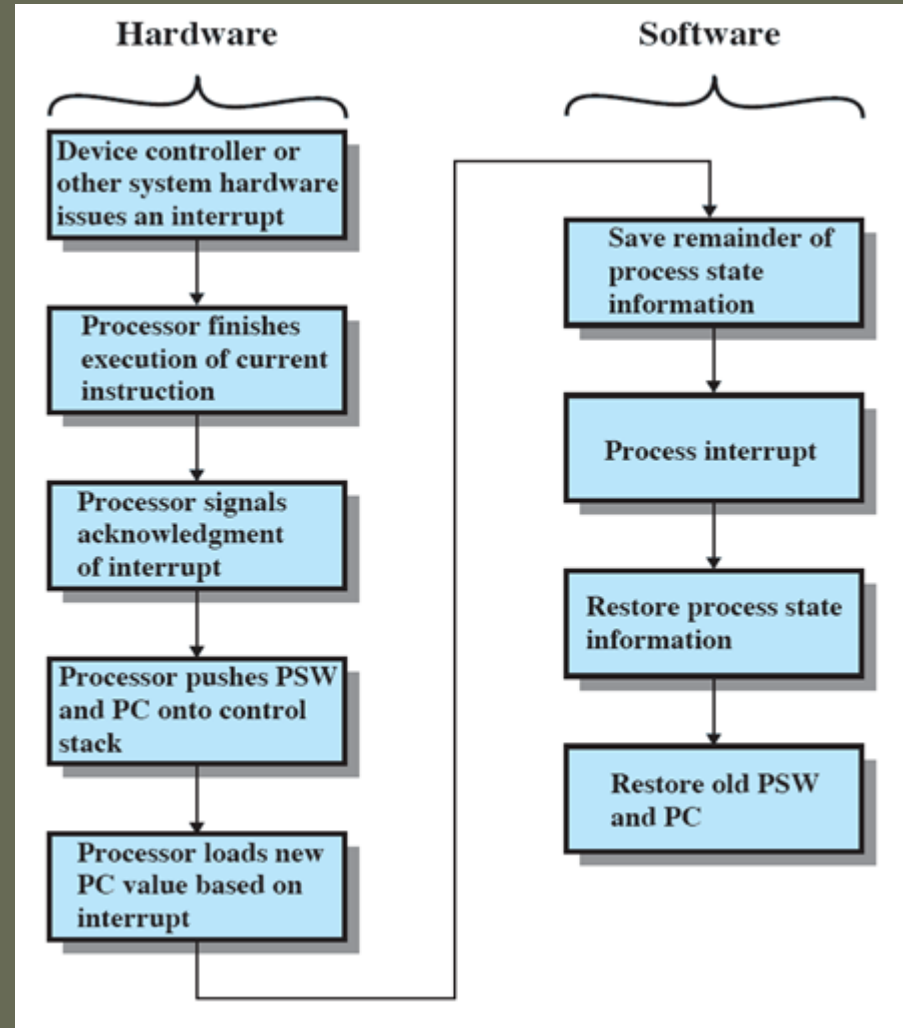 Hardware
Device controller or
other system hardware
issues an interrupt
Processor finishes
execution of current
instruction
Processor signals
acknowledgment
of interrupt
Processor pushes PSW
and PC onto control
stack
Processor loads new
PC value based on
interrupt
Software
Save remainder of
process state
information
Process interrupt
Restore process state
information
Restore old PSW
and PC